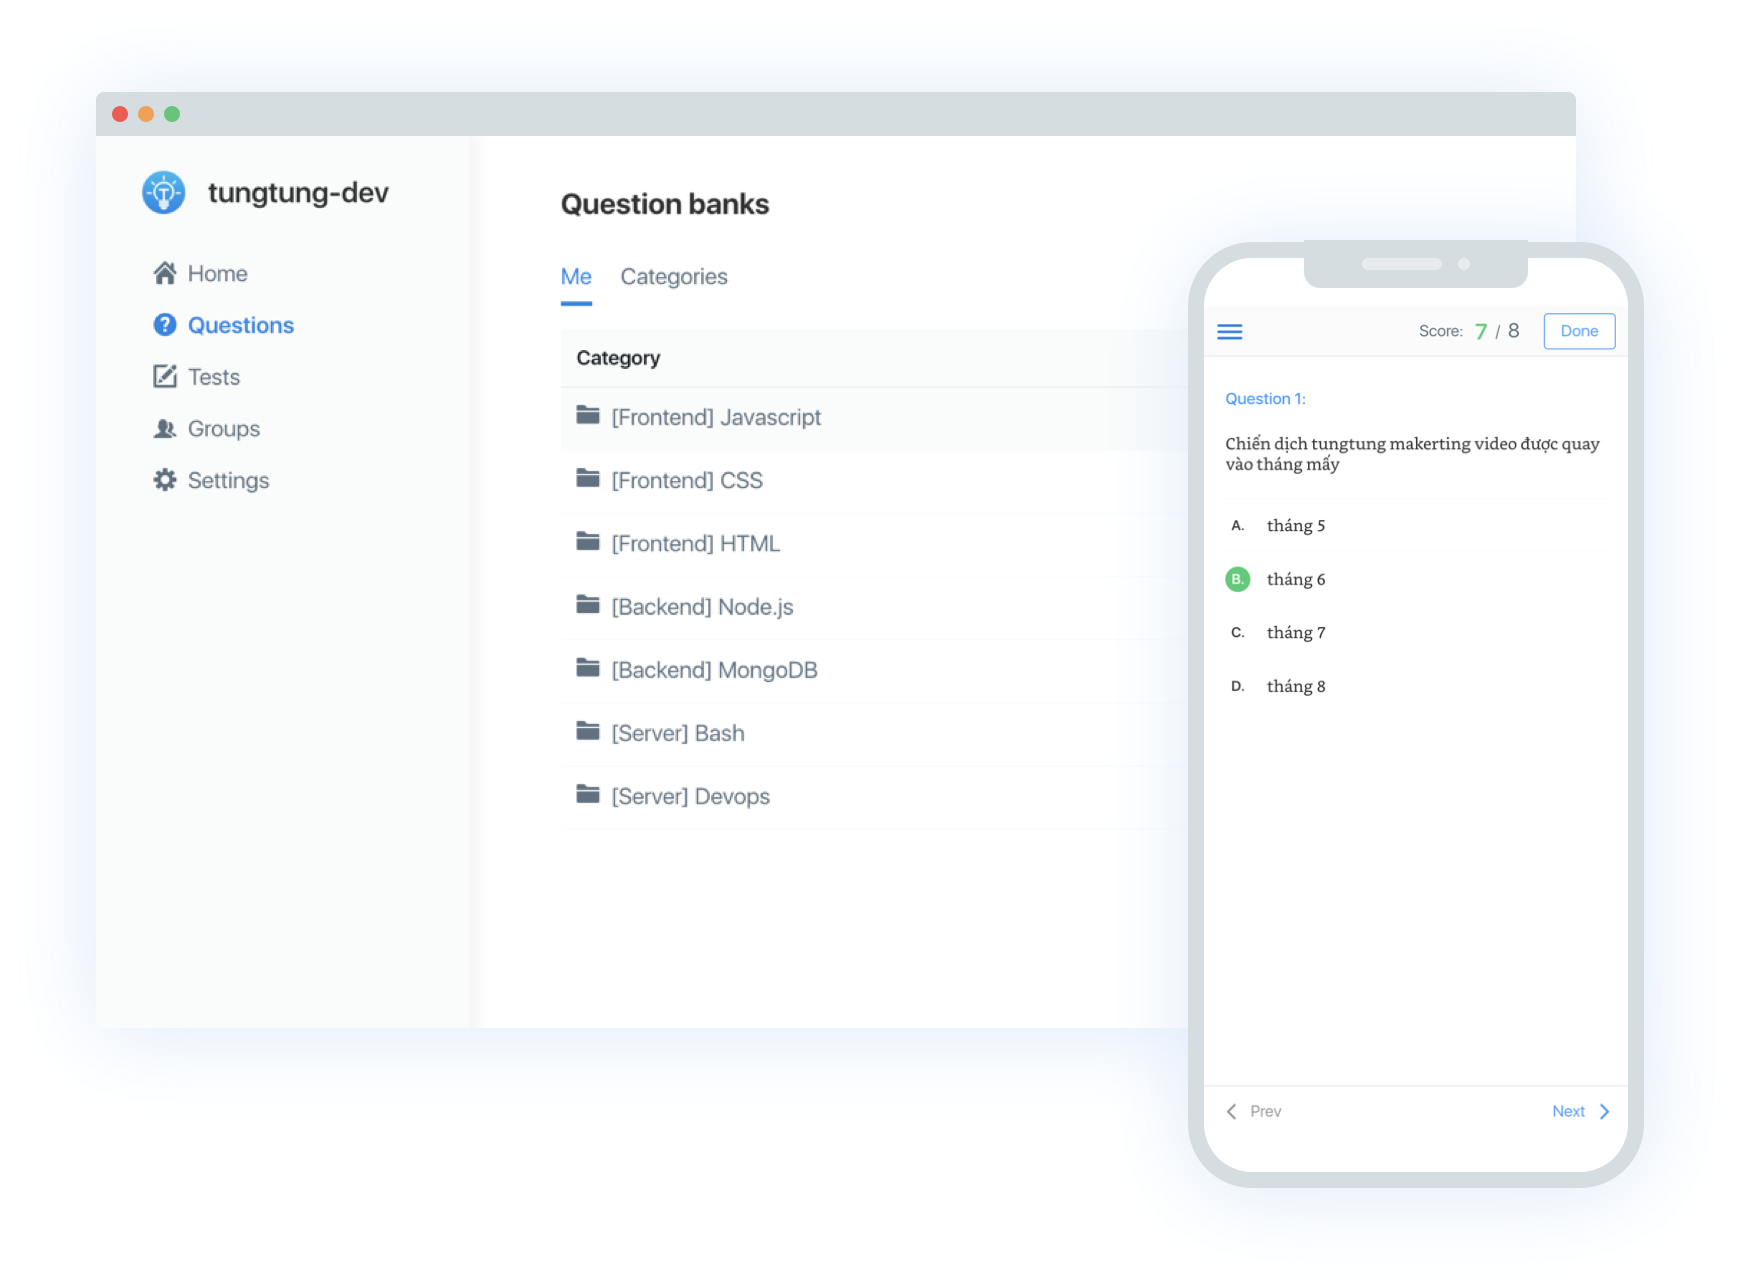 tungtung-dev
Home
Questions
Tests
Groups
Settings
Question banks
Me Categories
Category
[Frontend] Javascript
[Frontend] CSS
[Frontend] HTML
[Backend] Node.js
[Backend] MongoDB
[Server] Bash
[Server] Devops
Score: 7 / 8 Done
Question 1:
Chiến dịch tungtung makerting video được quay
vào tháng mấy
A. tháng 5
B. tháng 6
C. tháng 7
D. tháng 8
Prev Next